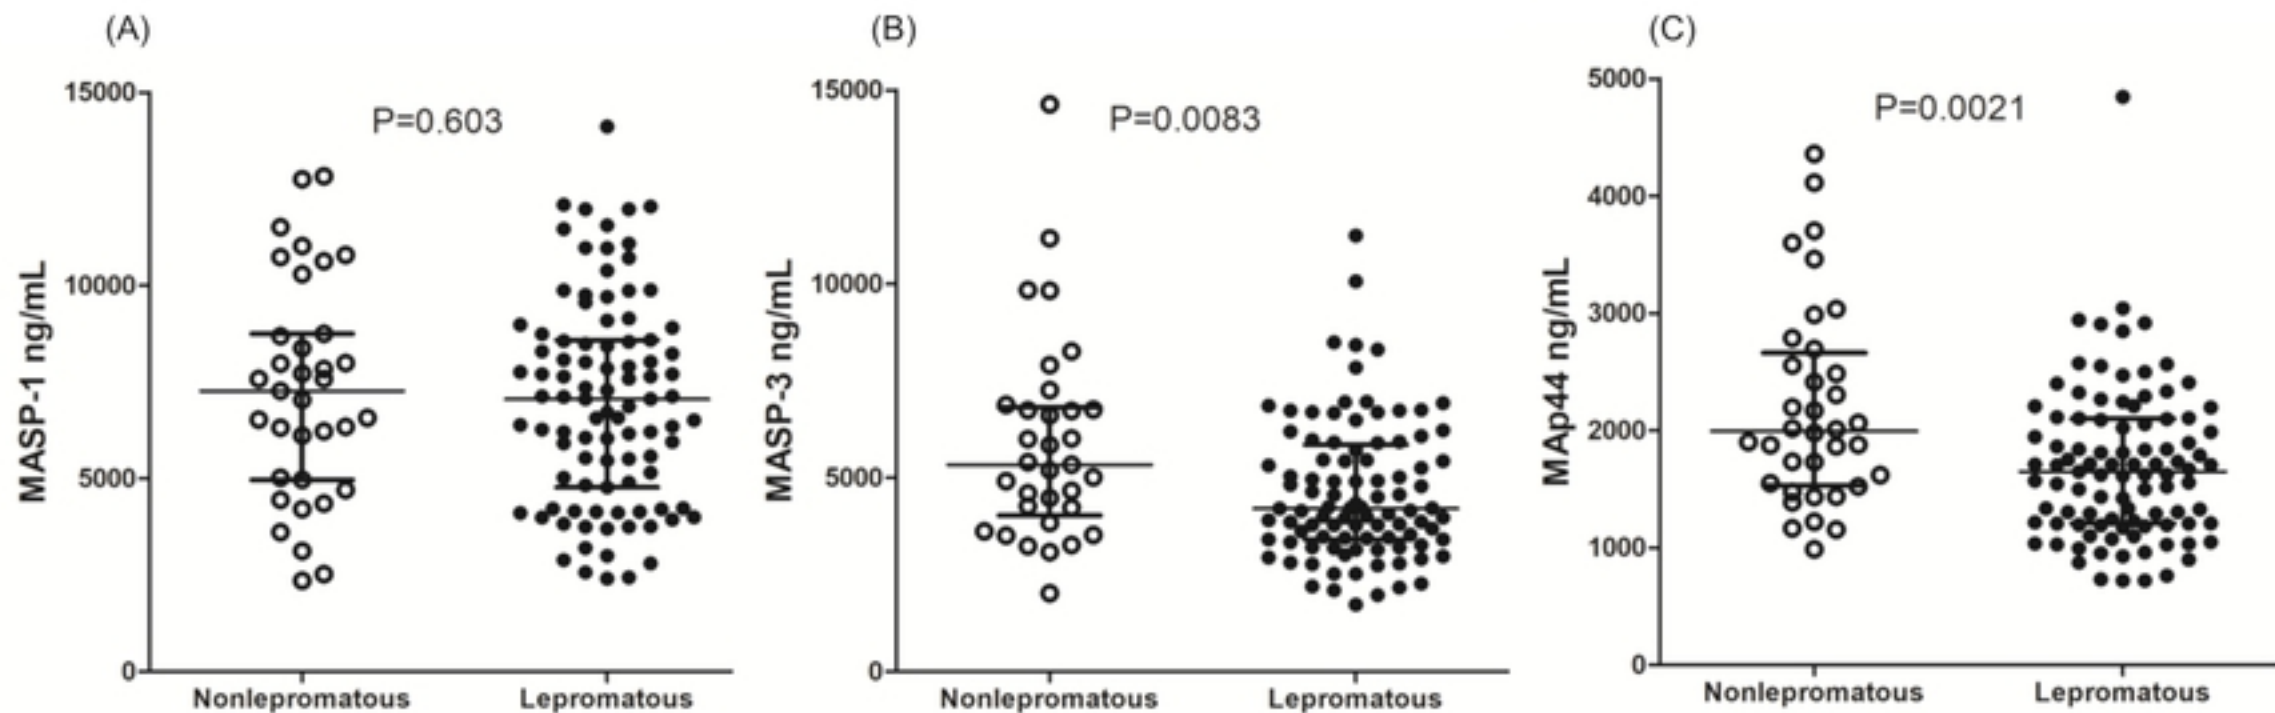 (A)
MASP-1 ng/mL
15000
10000
5000
0
P=0.603
Nonlepromatous
Lepromatous
(B)
MASP-3 ng/mL
15000
10000
5000
0
P=0.0083
Nonlepromatous
Lepromatous
(C)
MAp44 ng/mL
5000
4000
3000
2000
1000
0
P=0.0021
Nonlepromatous
Lepromatous